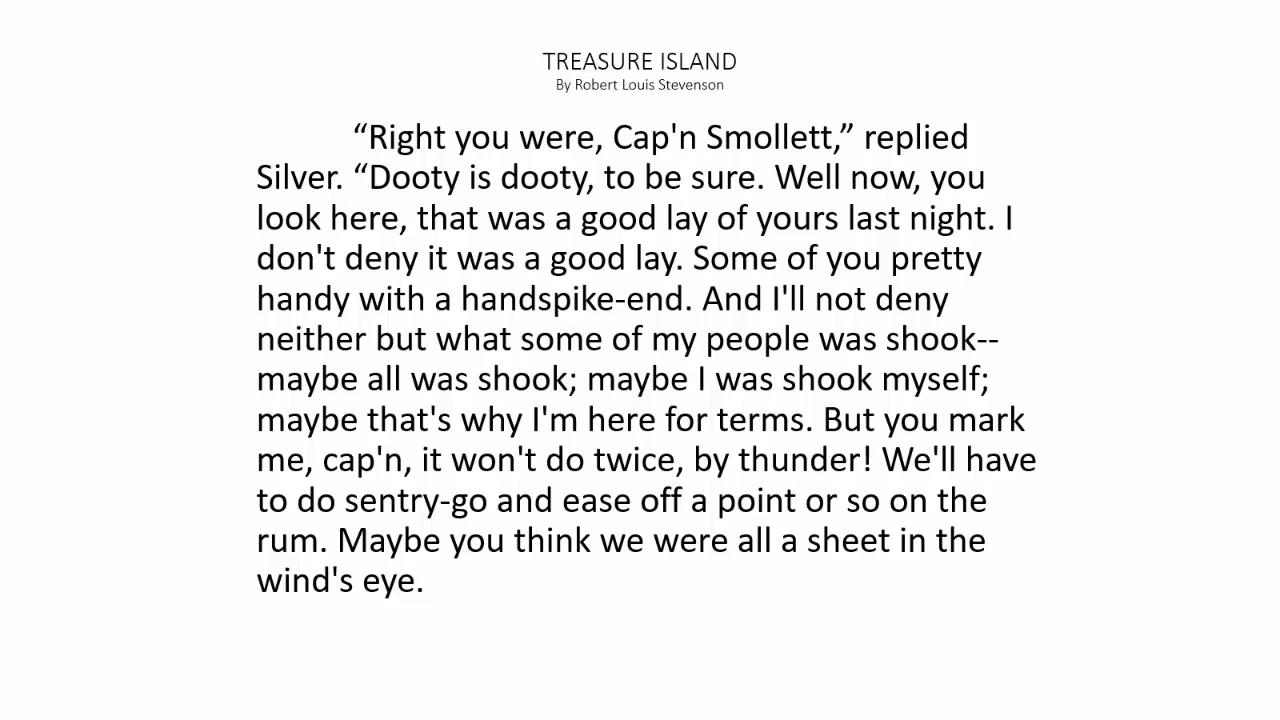 TREASURE ISLAND
By Robert Louis Stevenson
“Right you were, Cap'n Smollett,” replied
Silver. “Dooty is dooty, to be sure. Well now, you
look here, that was a good lay of yours last night. I
don't deny it was a good lay. Some of you pretty
handy with a handspike-end. And I'll not deny
neither but what some of my people was shook--
maybe all was shook; maybe I was shook myself;
maybe that's why I'm here for terms. But you mark
me, cap'n, it won't do twice, by thunder! We'll have
to do sentry-go and ease off a point or so on the
rum. Maybe you think we were all a sheet in the
wind's eye.